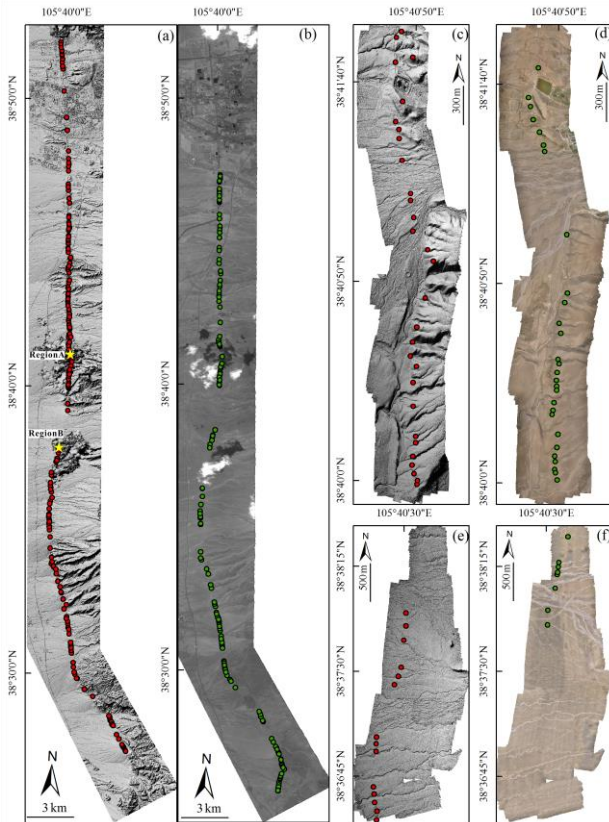 105°40'0"E
105°40'0"E
105°40'50"E
105°40'50"E
(a)
(b)
(c)
(d)
38°50'0"N
38°50'0"N
38°41'40"N
38°41'40"N
N
300 m
N
300 m
RegionA
38°40'0"N
38°40'0"N
38°40'50"N
38°40'50"N
RegionB
38°40'0"N
38°40'0"N
105°40'30"E
105°40'30"E
(e)
(f)
N
500 m
N
500 m
38°38'15"N
38°38'15"N
38°37'30"N
38°37'30"N
38°36'45"N
38°36'45"N
38°30'0"N
38°30'0"N
N
3 km
N
3 km